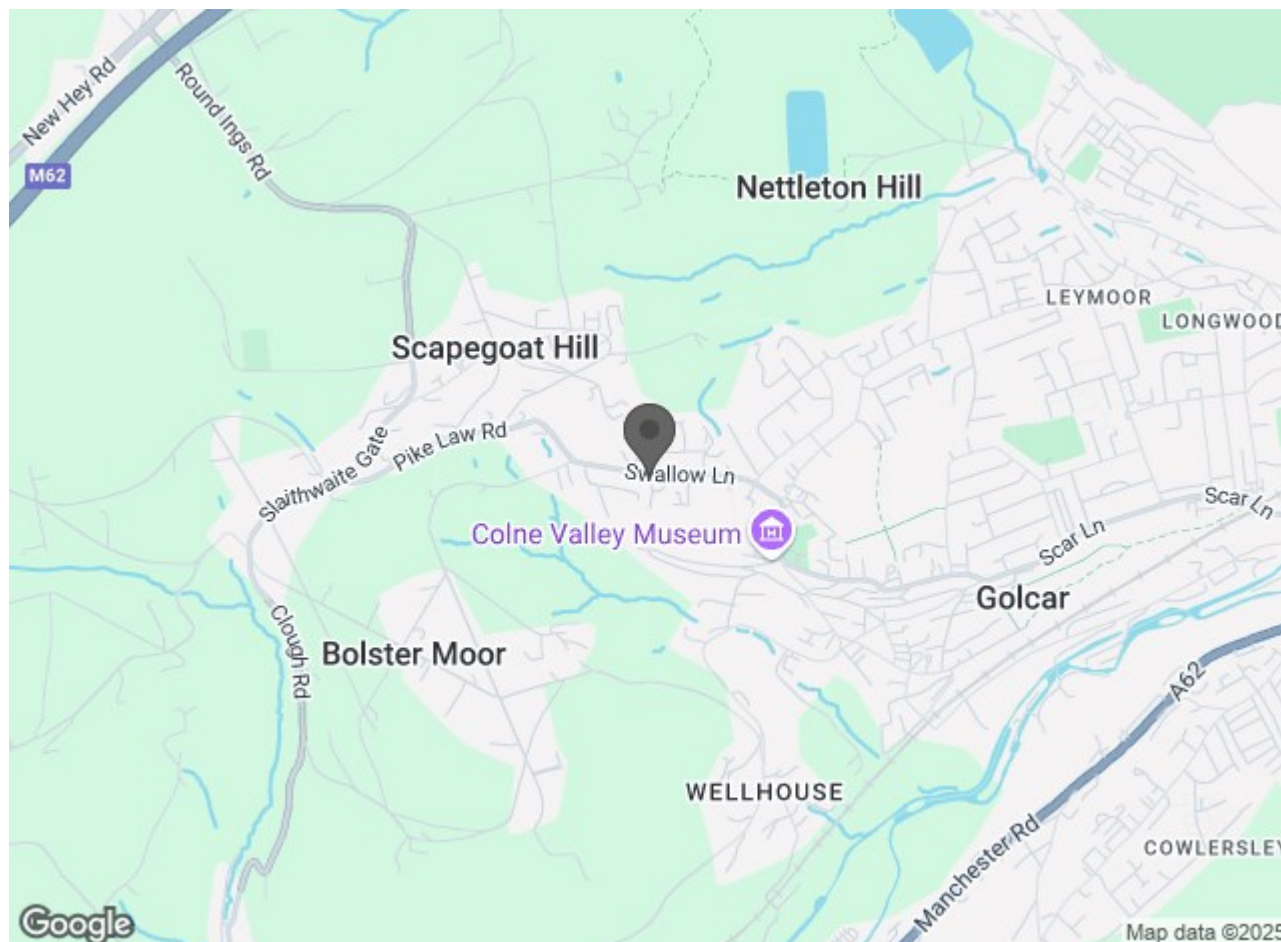 New Hey Rd
Round Ings Rd
M62
Nettleton Hill
LEYMOOR
LONGWOOD
Scapegoat Hill
Pike Law Rd
Slaithwaite Gate
Swallow Ln
Colne Valley Museum
Scar Ln
Scar Ln
Golcar
Clough Rd
Bolster Moor
A62
WELLHOUSE
Manchester Rd
COWLERSLEY
Google
Map data ©2025